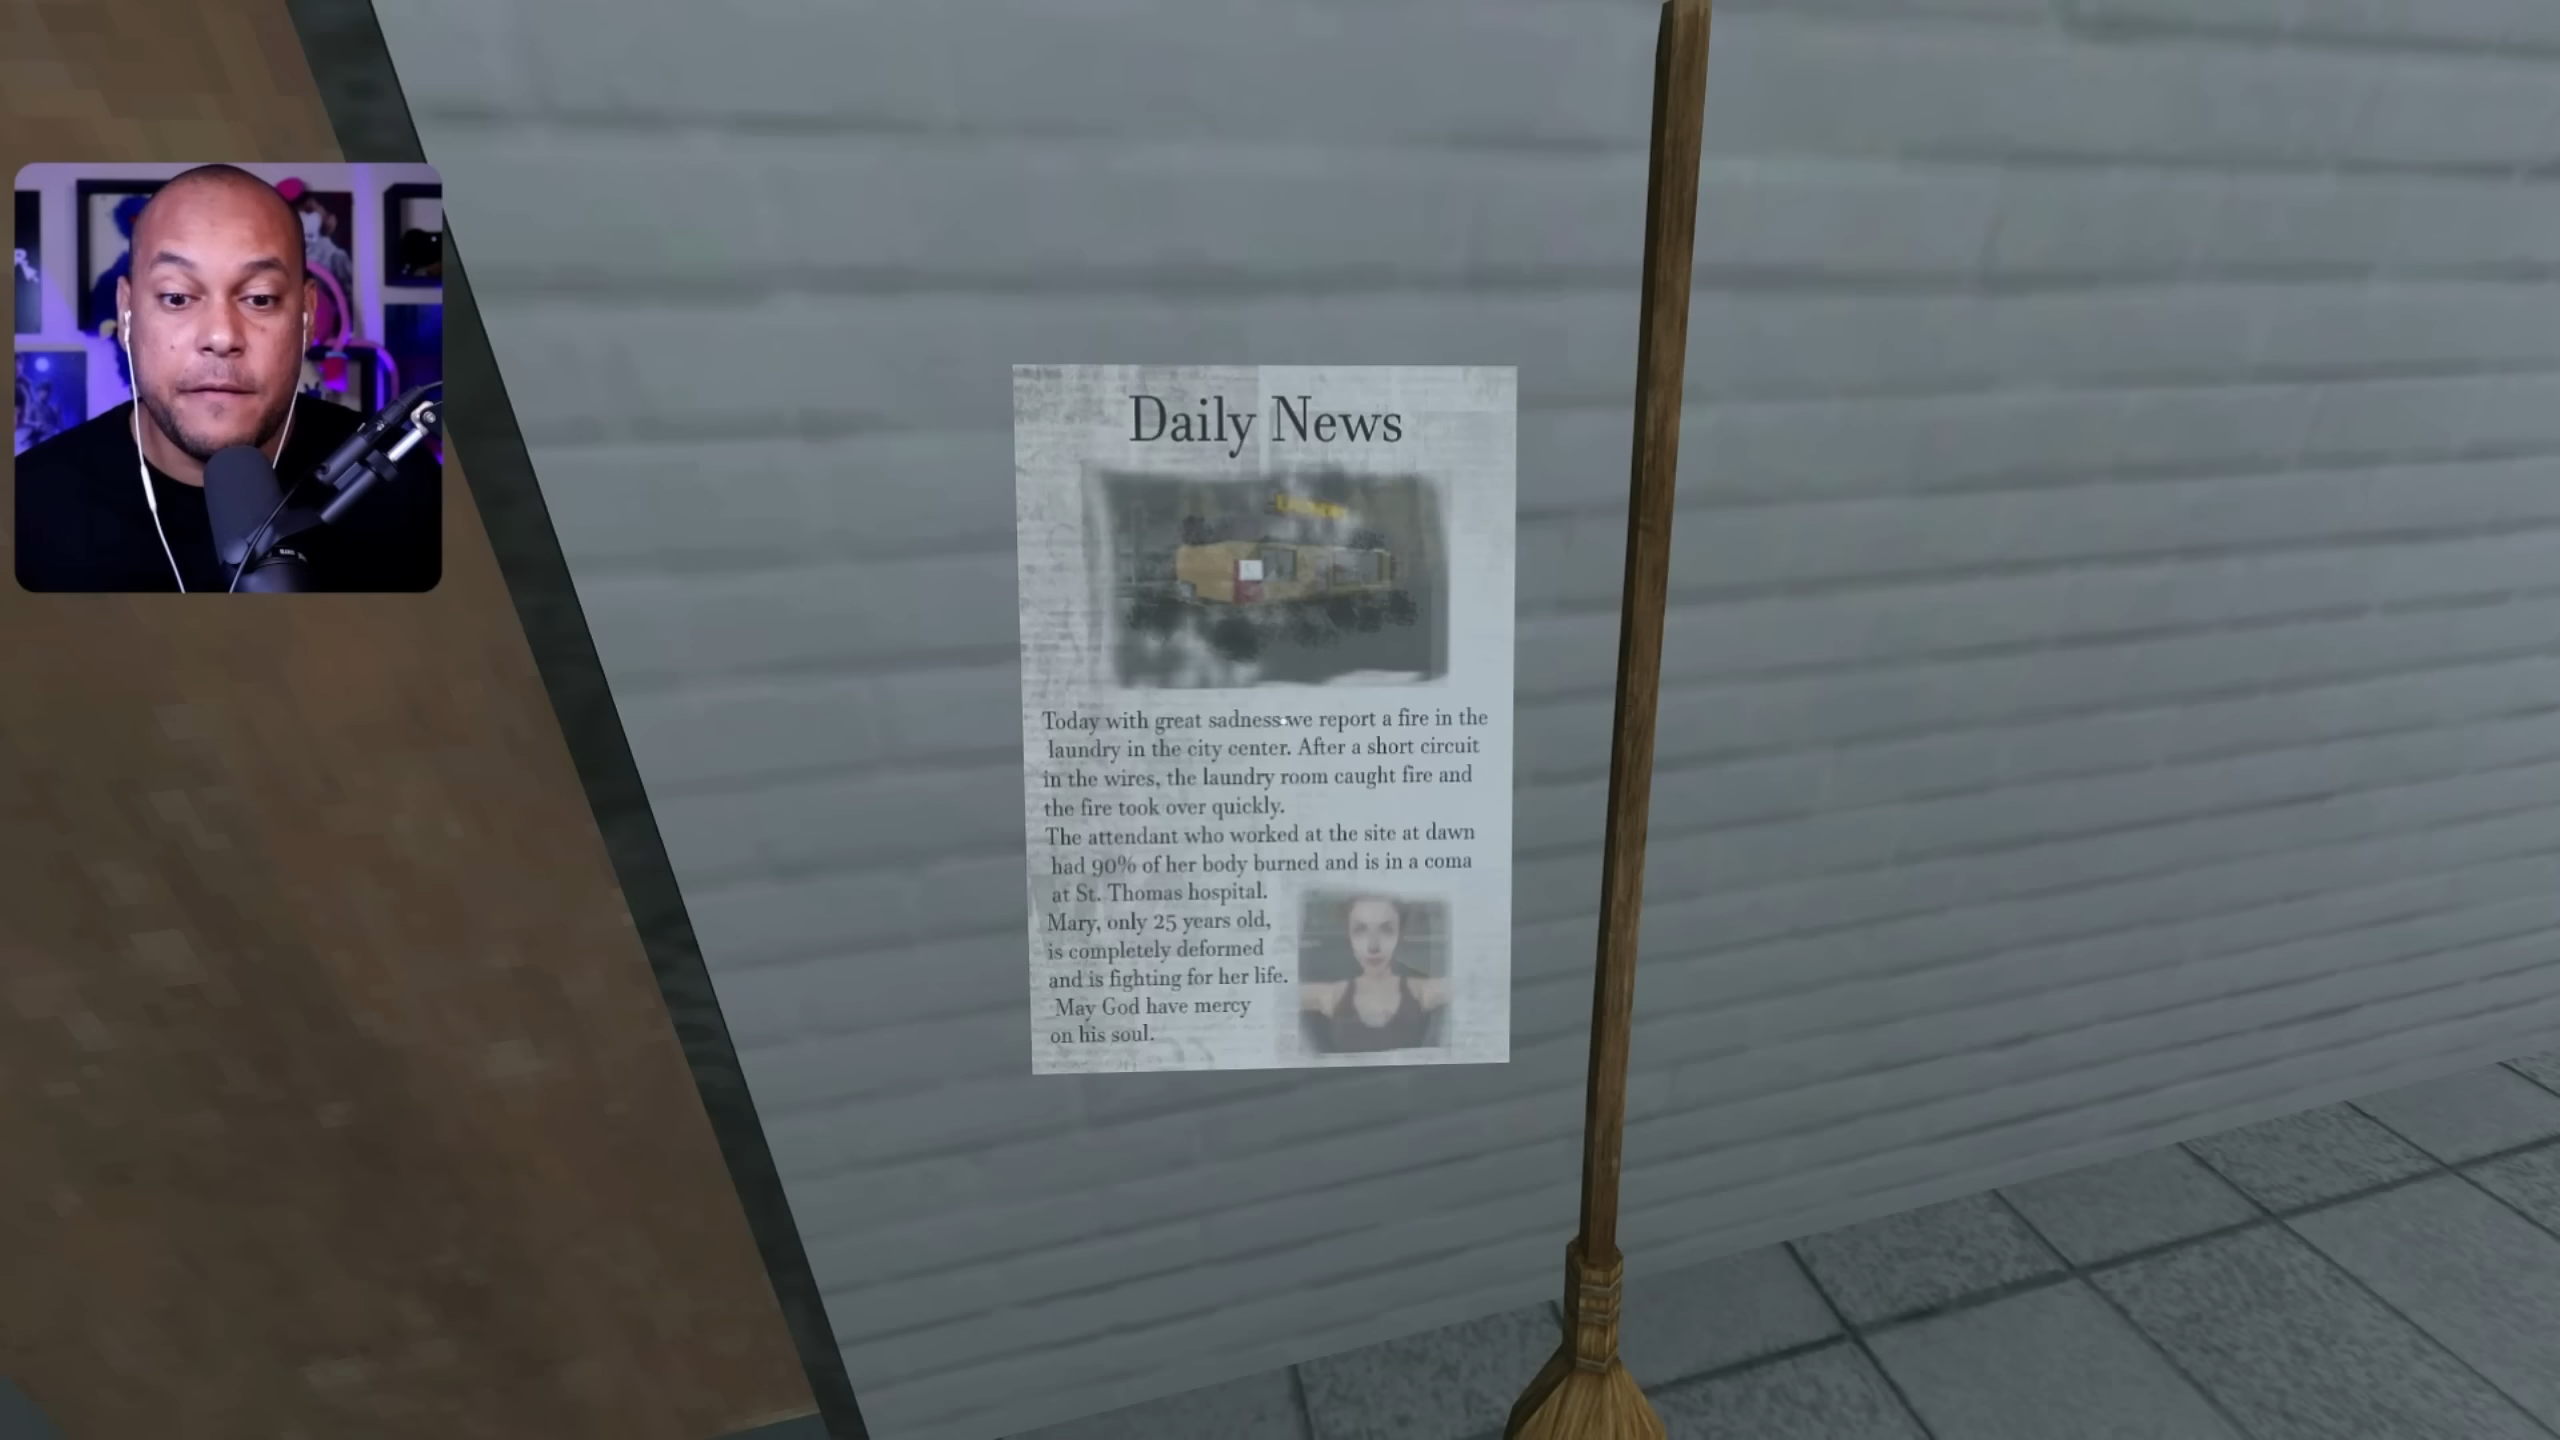 Daily News
Today with great sadness we report a fire in the
laundry in the city center. After a short circuit
in the wires, the laundry room caught fire and
the fire took over quickly.
The attendant who worked at the site at dawn
had 90% of her body burned and is in a coma
at St. Thomas hospital.
Mary, only 25 years old,
is completely deformed
and is fighting for her life.
May God have mercy
on his soul.